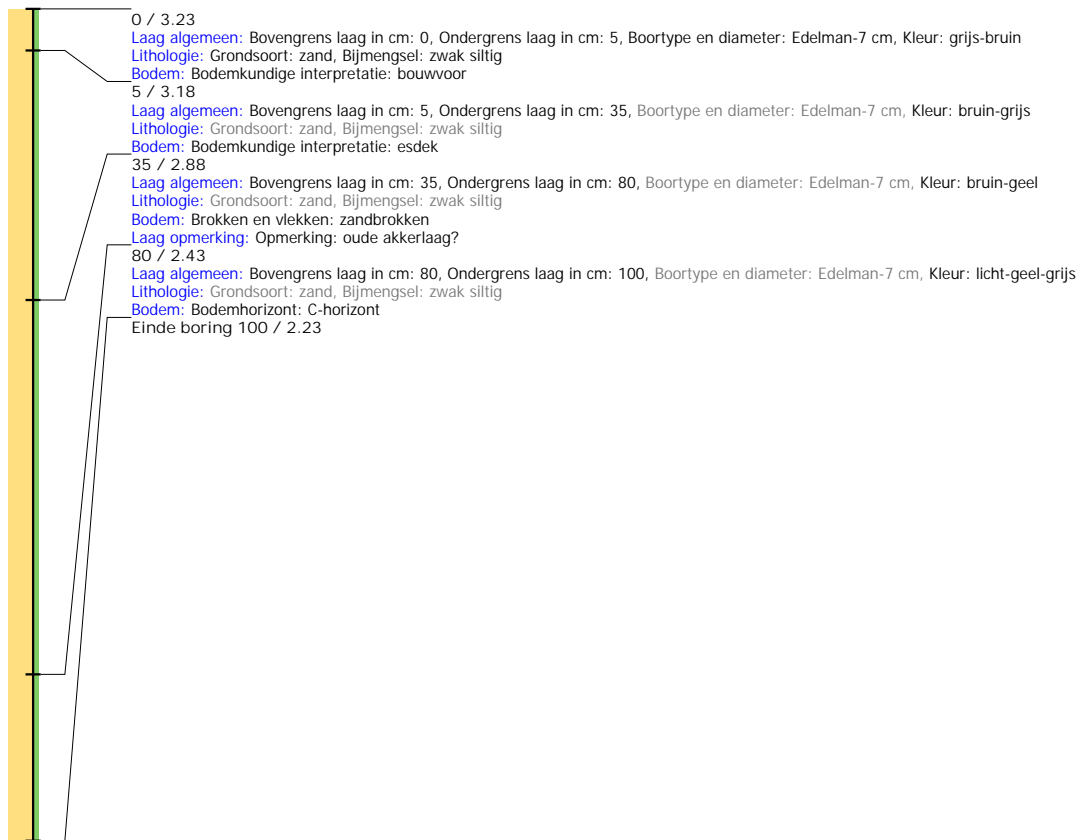 0 / 3.23
Laag algemeen: Bovengrens laag in cm: 0, Ondergrens laag in cm: 5, Boortype en diameter: Edelman-7 cm, Kleur: grijs-bruin
Lithologie: Grondsoort: zand, Bijmengsel: zwak siltig
Bodem: Bodemkundige interpretatie: bouwvoor
5 / 3.18
Laag algemeen: Bovengrens laag in cm: 5, Ondergrens laag in cm: 35, Boortype en diameter: Edelman-7 cm, Kleur: bruin-grijs
Lithologie: Grondsoort: zand, Bijmengsel: zwak siltig
Bodem: Bodemkundige interpretatie: esdek
35 / 2.88
Laag algemeen: Bovengrens laag in cm: 35, Ondergrens laag in cm: 80, Boortype en diameter: Edelman-7 cm, Kleur: bruin-geel
Lithologie: Grondsoort: zand, Bijmengsel: zwak siltig
Bodem: Brokken en vlekken: zandbrokken
Laag opmerking: Opmerking: oude akkerlaag?
80 / 2.43
Laag algemeen: Bovengrens laag in cm: 80, Ondergrens laag in cm: 100, Boortype en diameter: Edelman-7 cm, Kleur: licht-geel-grijs
Lithologie: Grondsoort: zand, Bijmengsel: zwak siltig
Bodem: Bodemhorizont: C-horizont
Einde boring 100 / 2.23